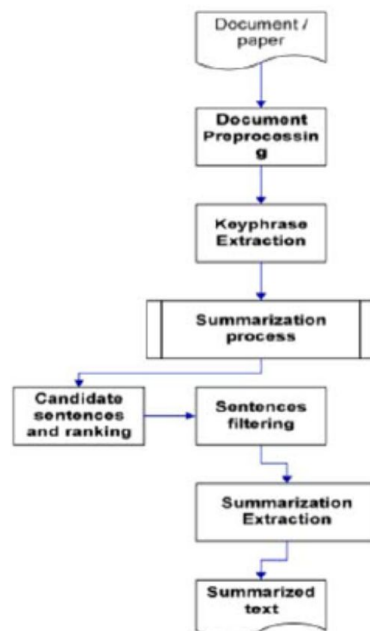 Document /
paper
Document
Preprocessin
g
Keyphrase
Extraction
Summarization
process
Candidate
sentences
and ranking
Sentences
filtering
Summarization
Extraction
Summarized
text